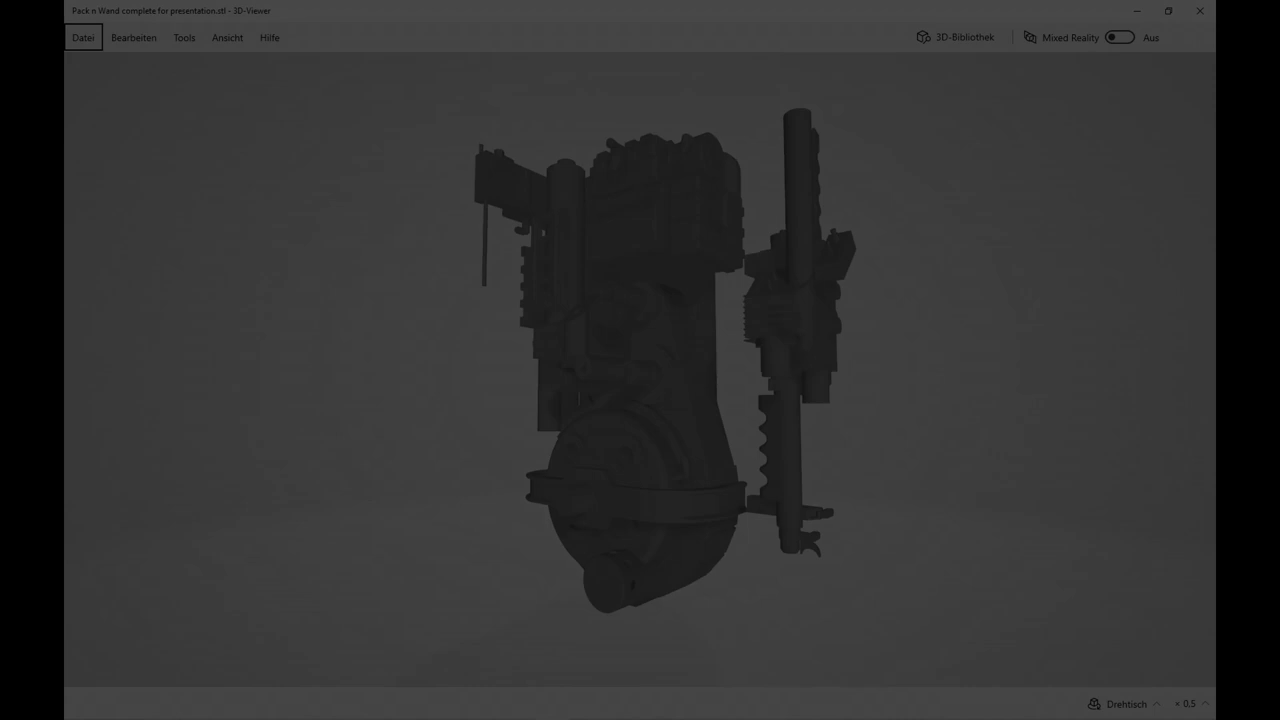 Pack n Wand complete for presentation.stl - 3D-Viewer
Datei Bearbeiten Tools Ansicht Hilfe 3D-Bibliothek Mixed Reality Aus
Drehtisch × 0,5